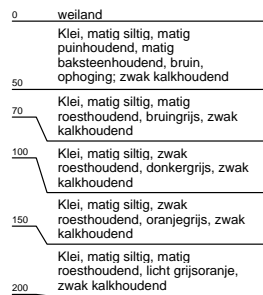 0 weiland
Klei, matig siltig, matig
puinhoudend, matig
baksteenhoudend, bruin,
ophoging; zwak kalkhoudend
50
Klei, matig siltig, matig
70 roesthoudend, bruingrijs, zwak
kalkhoudend
100 Klei, matig siltig, zwak
roesthoudend, donkergrijs, zwak
kalkhoudend
Klei, matig siltig, zwak
150 roesthoudend, oranjegrijs, zwak
kalkhoudend
Klei, matig siltig, matig
roesthoudend, licht grijsoranje,
200 zwak kalkhoudend